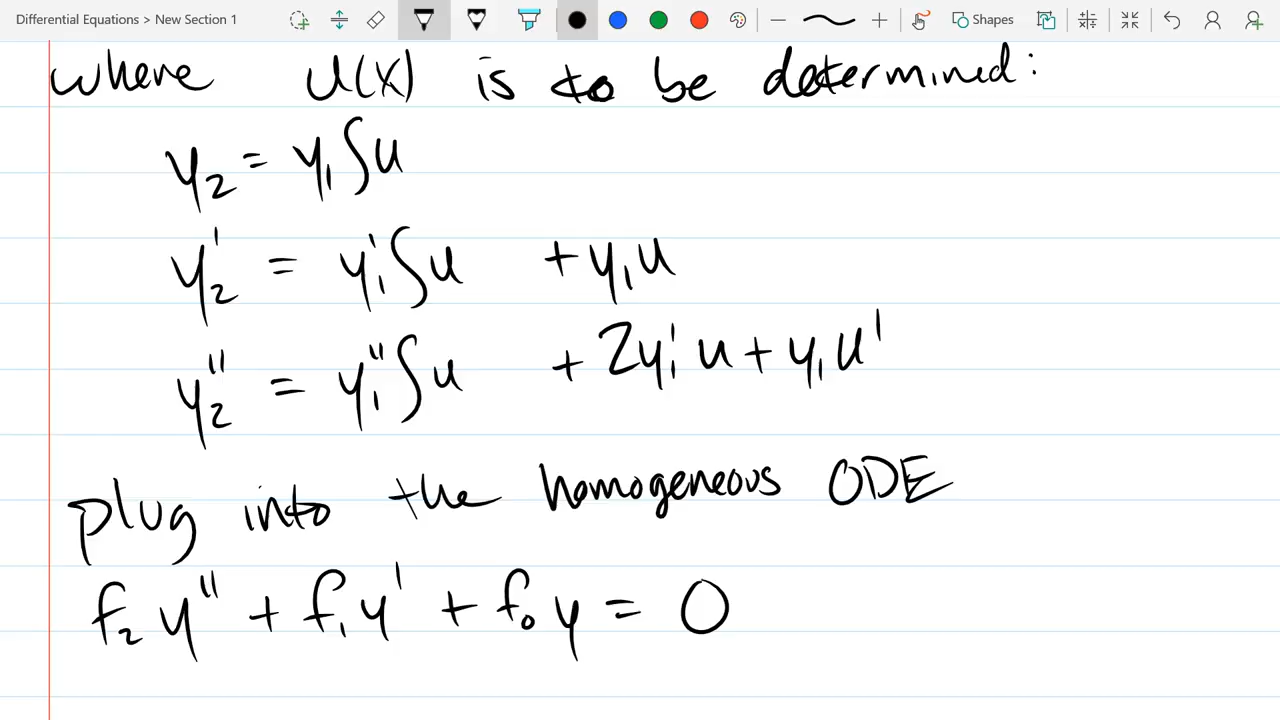 Differential Equations > New Section 1
Shapes
where u(x) is to be determined:
y₂ = y₁∫u
y₂' = y₁'∫u + y₁u
y₂'' = y₁''∫u + 2y₁'u + y₁u'
plug into the homogeneous ODE
f₂y'' + f₁y' + f₀y = 0